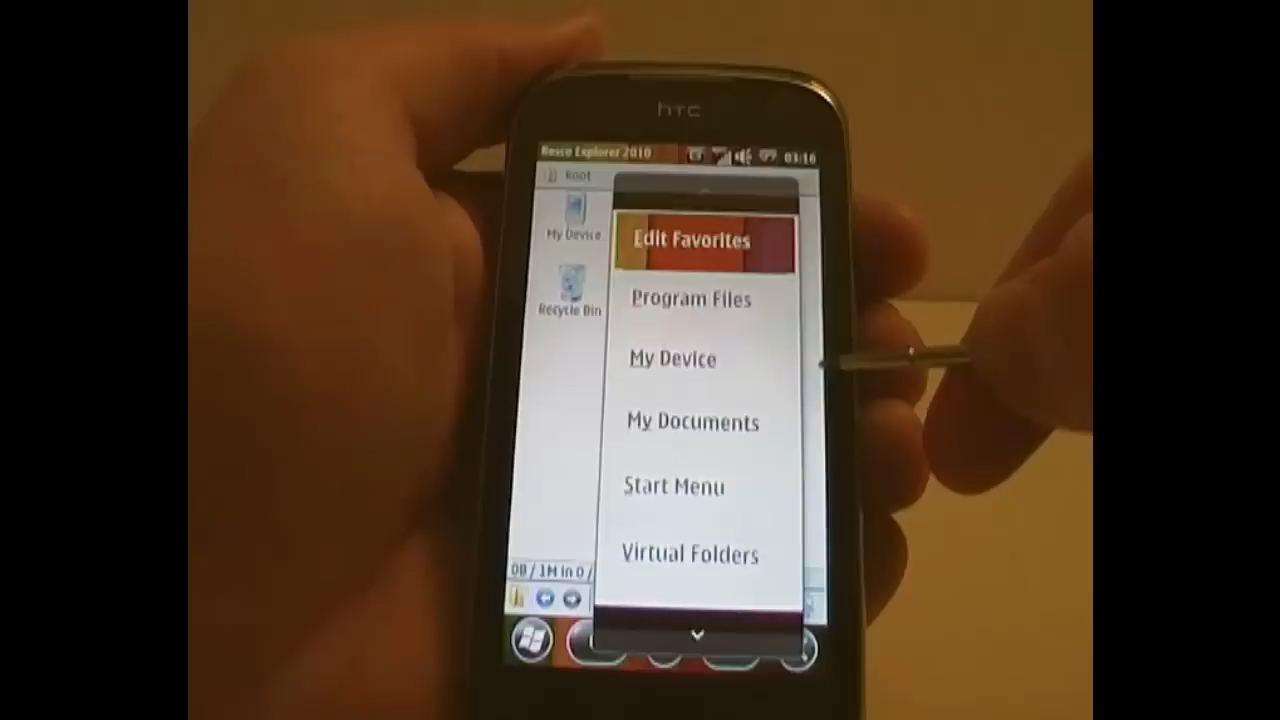 hTC
Resco Explorer 2010
03:16
Root
My Device
Recycle Bin
Edit Favorites
Program Files
My Device
My Documents
Start Menu
Virtual Folders
0B / 1M in 0 /